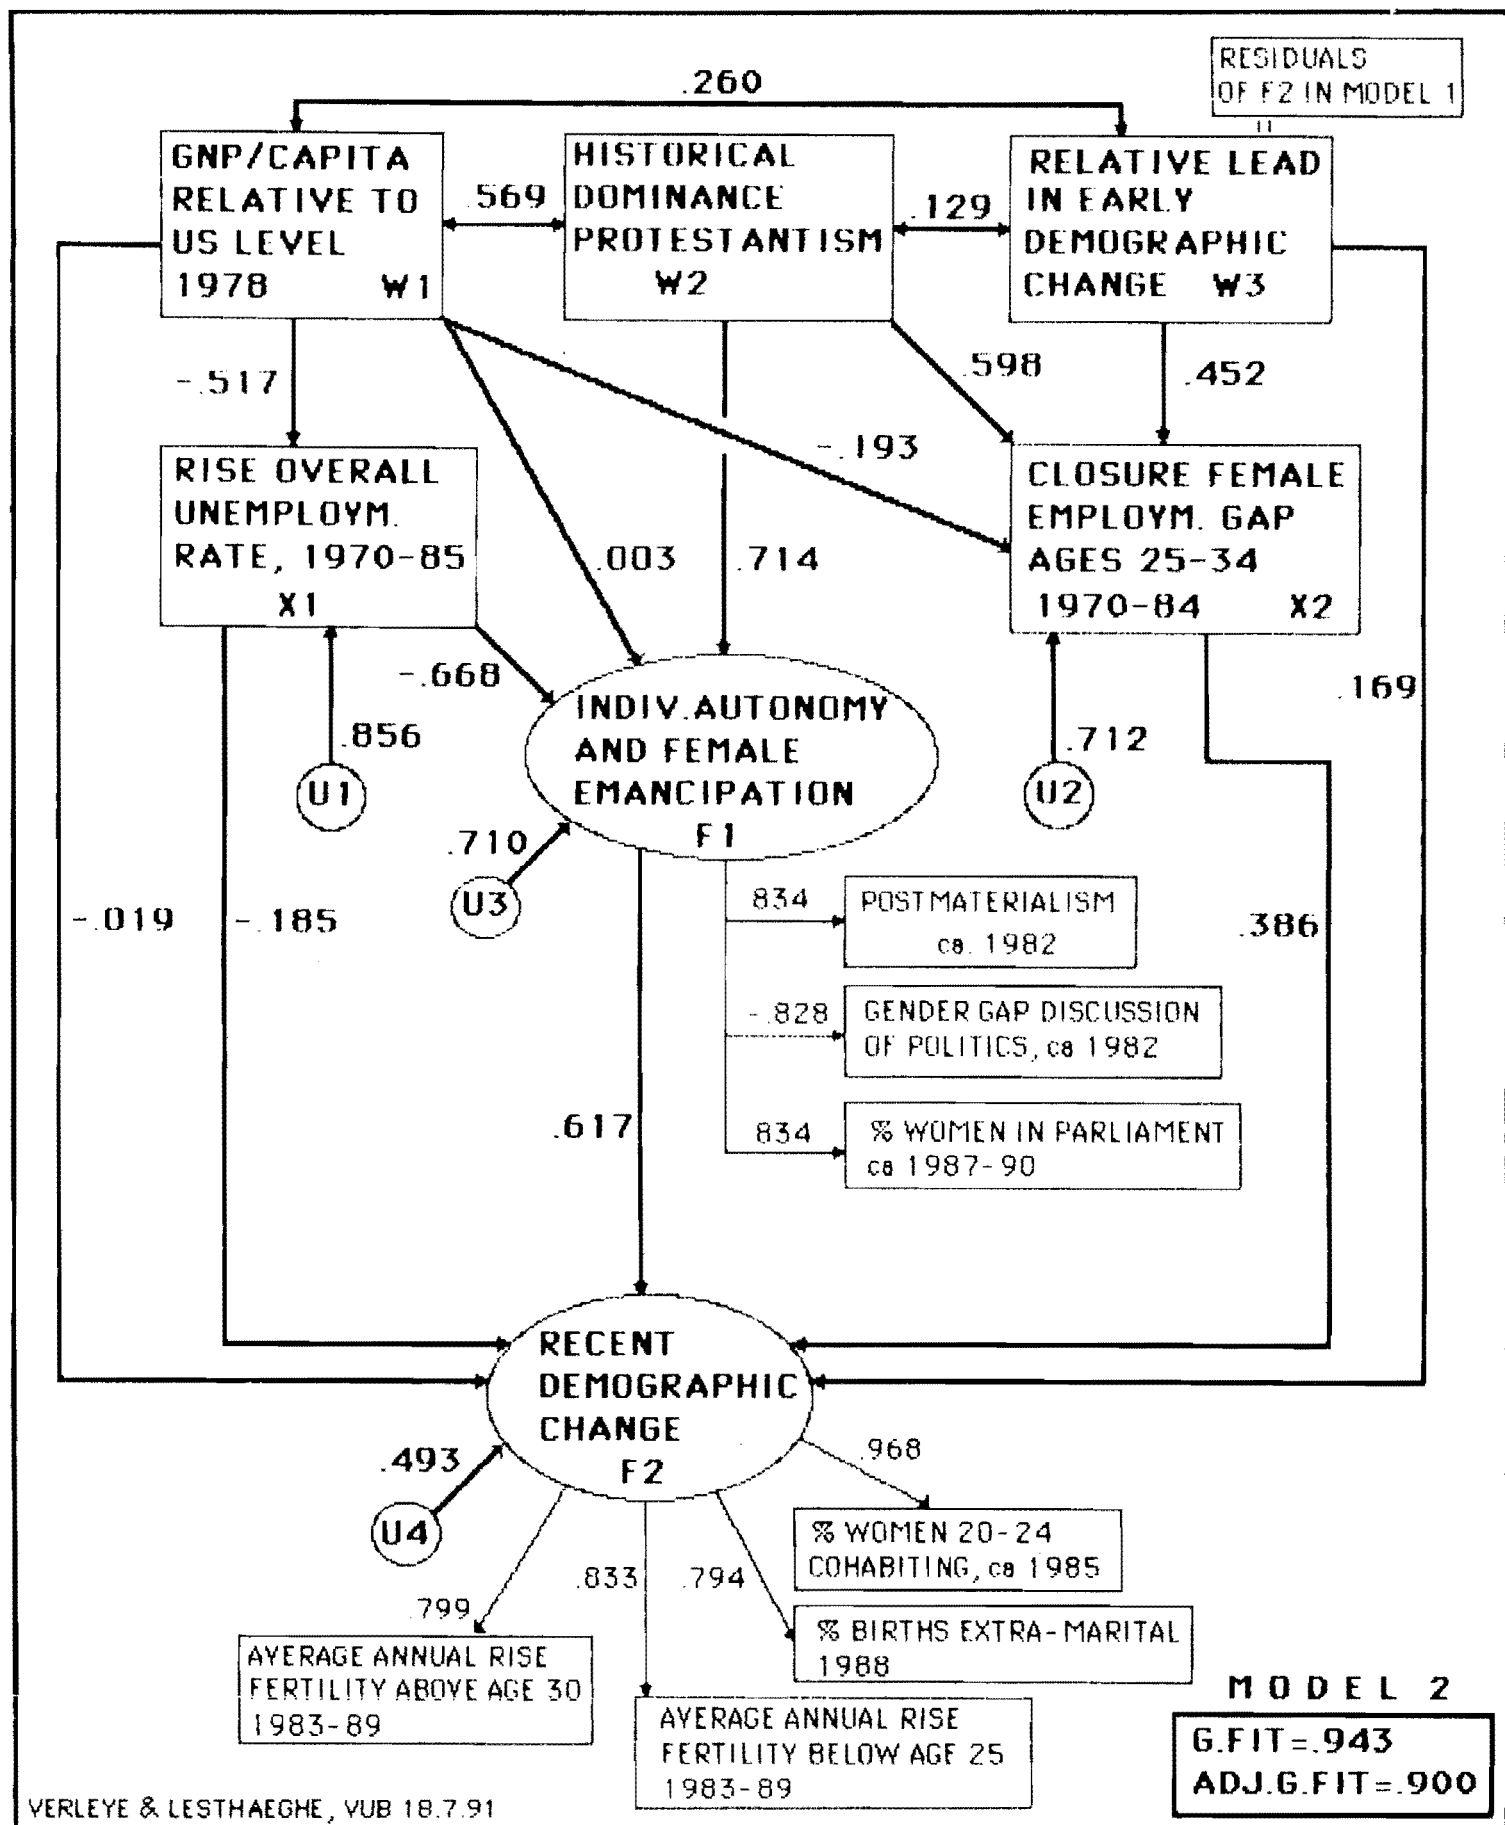 RESIDUALS
OF F2 IN MODEL 1
.260
GNP/CAPITA
RELATIVE TO
US LEVEL
1978 W1
.569
HISTORICAL
DOMINANCE
PROTESTANTISM
W2
.129
RELATIVE LEAD
IN EARLY
DEMOGRAPHIC
CHANGE W3
-.517
.598
.452
-.193
RISE OVERALL
UNEMPLOYM.
RATE, 1970-85
X1
.003
.714
CLOSURE FEMALE
EMPLOYM. GAP
AGES 25-34
1970-84 X2
-.668
.169
.856
U1
INDIV. AUTONOMY
AND FEMALE
EMANCIPATION
F1
.712
U2
.710
U3
-.019
-.185
834
POSTMATERIALISM
ca. 1982
.386
-.828
GENDER GAP DISCUSSION
OF POLITICS, ca 1982
.617
834
% WOMEN IN PARLIAMENT
ca 1987-90
RECENT
DEMOGRAPHIC
CHANGE
F2
.493
U4
.968
% WOMEN 20-24
COHABITING, ca 1985
.799
.833
.794
% BIRTHS EXTRA-MARITAL
1988
AVERAGE ANNUAL RISE
FERTILITY ABOVE AGE 30
1983-89
AVERAGE ANNUAL RISE
FERTILITY BELOW AGE 25
1983-89
MODEL 2
G.FIT=.943
ADJ.G.FIT=.900
VERLEYE & LESTHAEGHE, VUB 18.7.91